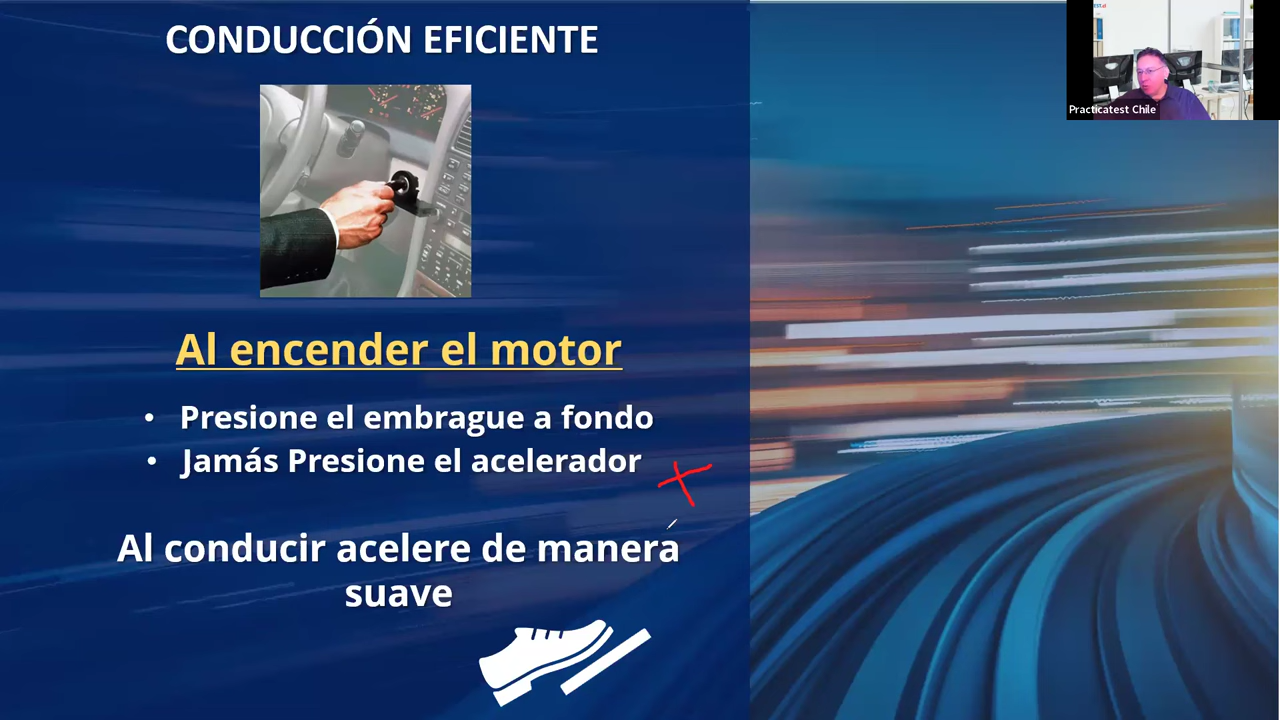 CONDUCCIÓN EFICIENTE
Practicatest Chile
Al encender el motor
• Presione el embrague a fondo
• Jamás Presione el acelerador
Al conducir acelere de manera
suave